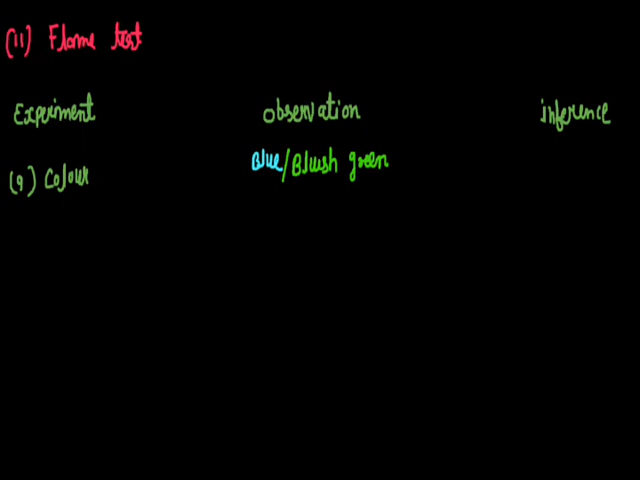 (ii) Flame test
Experiment observation inference
(a) Colour Blue/Bluish green